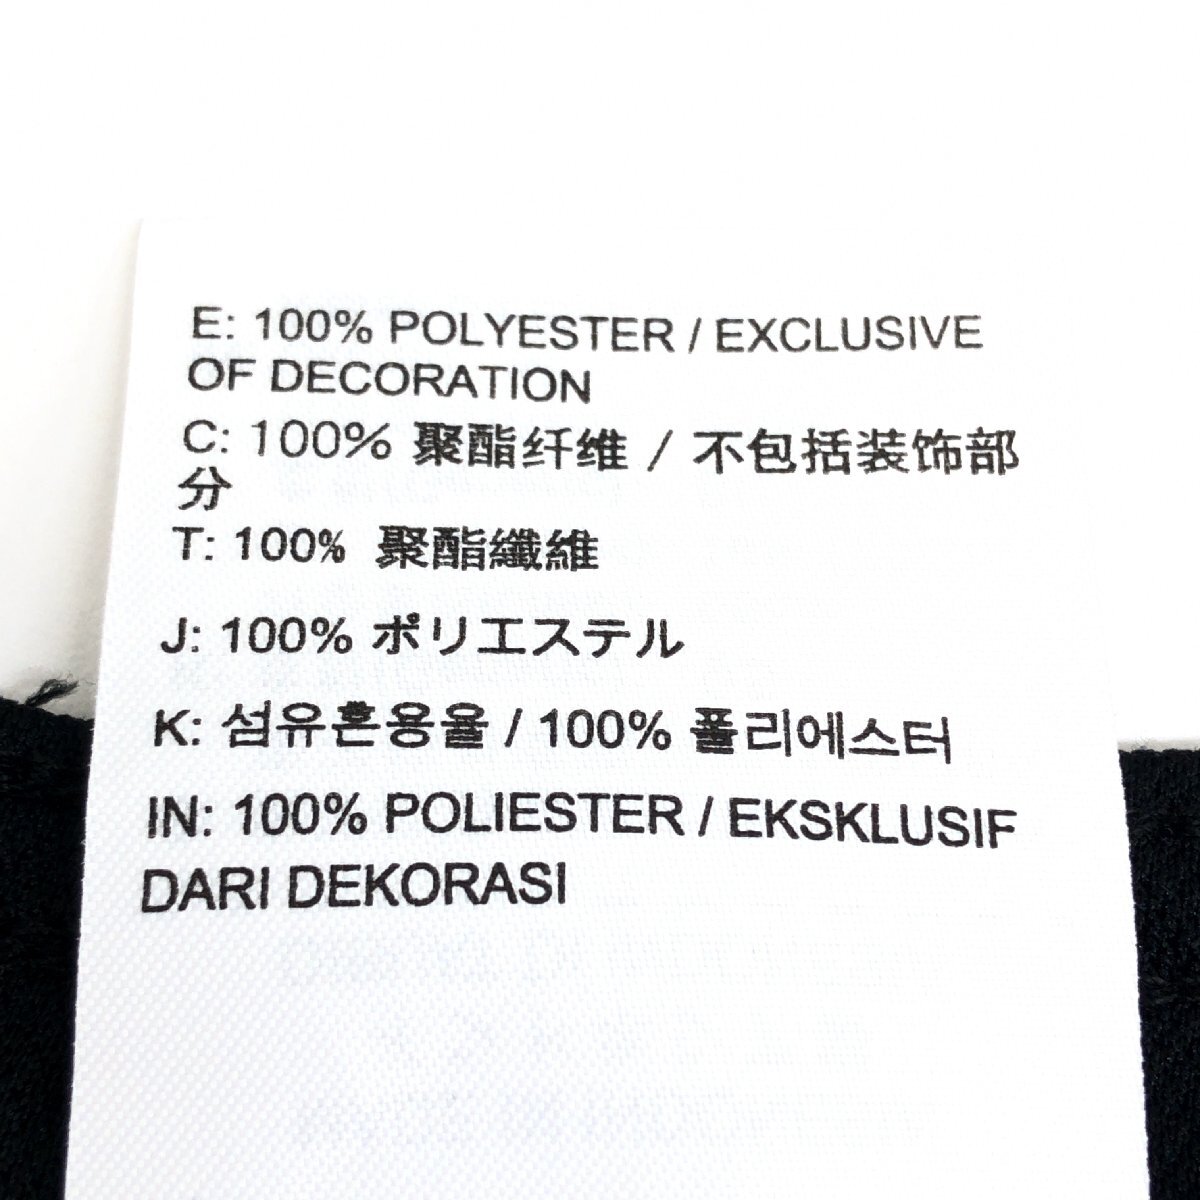 E: 100% POLYESTER / EXCLUSIVE
OF DECORATION
C: 100% 聚酯纤维 / 不包括装饰部
分
T: 100% 聚酯纖維
J: 100% ポリエステル
K: 섬유혼용율 / 100% 폴리에스터
IN: 100% POLIESTER / EKSKLUSIF
DARI DEKORASI